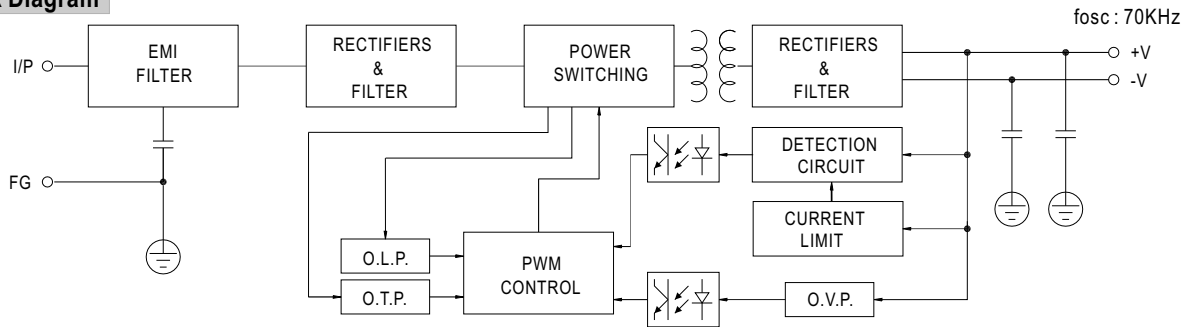 Diagram
fosc : 70KHz
I/P
EMI
FILTER
RECTIFIERS
&
FILTER
POWER
SWITCHING
RECTIFIERS
&
FILTER
+V
-V
DETECTION
CIRCUIT
FG
CURRENT
LIMIT
O.L.P.
PWM
CONTROL
O.T.P.
O.V.P.